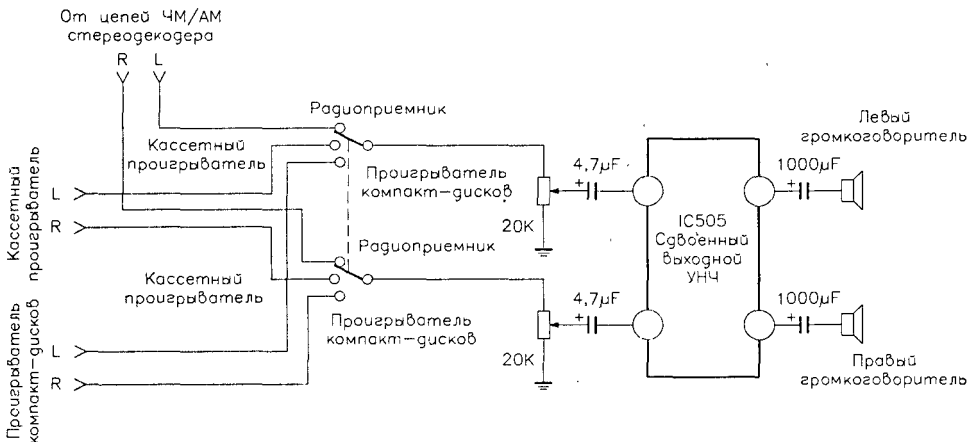 От цепей ЧМ/АМ
стереодекодера
R L
Радиоприемник
Кассетный
проигрыватель
Проигрыватель
компакт-дисков
Кассетный
проигрыватель
L
R
Радиоприемник
Кассетный
проигрыватель
Проигрыватель
компакт-дисков
Проигрыватель
компакт-дисков
L
R
20K
4,7µF
+
20K
4,7µF
+
IC505
Сдвоенный
выходной
УНЧ
Левый
громкоговоритель
1000µF
+
1000µF
+
Правый
громкоговоритель